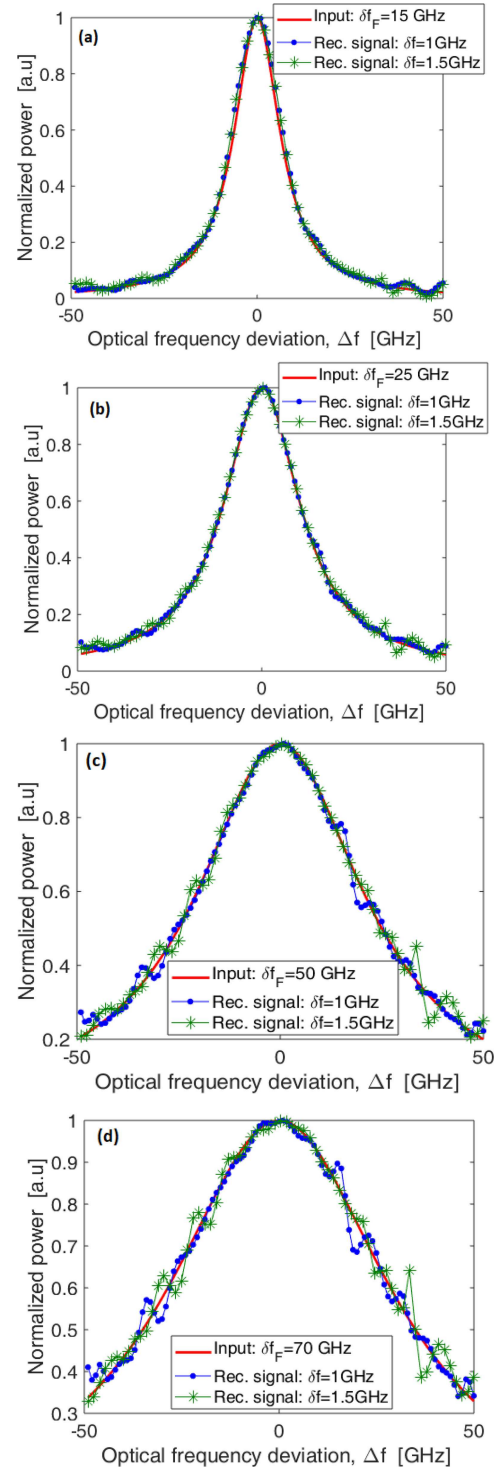 (a)
Input: δf_F=15 GHz
Rec. signal: δf=1GHz
Rec. signal: δf=1.5GHz
Normalized power [a.u]
1
0.8
0.6
0.4
0.2
0
-50
0
50
Optical frequency deviation, Δf [GHz]
(b)
Input: δf_F=25 GHz
Rec. signal: δf=1GHz
Rec. signal: δf=1.5GHz
Normalized power [a.u]
1
0.8
0.6
0.4
0.2
0
-50
0
50
Optical frequency deviation, Δf [GHz]
(c)
Normalized power [a.u]
1
0.8
0.6
0.4
0.2
Input: δf_F=50 GHz
Rec. signal: δf=1GHz
Rec. signal: δf=1.5GHz
-50
0
50
Optical frequency deviation, Δf [GHz]
(d)
Normalized power [a.u]
1
0.9
0.8
0.7
0.6
0.5
0.4
0.3
Input: δf_F=70 GHz
Rec. signal: δf=1GHz
Rec. signal: δf=1.5GHz
-50
0
50
Optical frequency deviation, Δf [GHz]